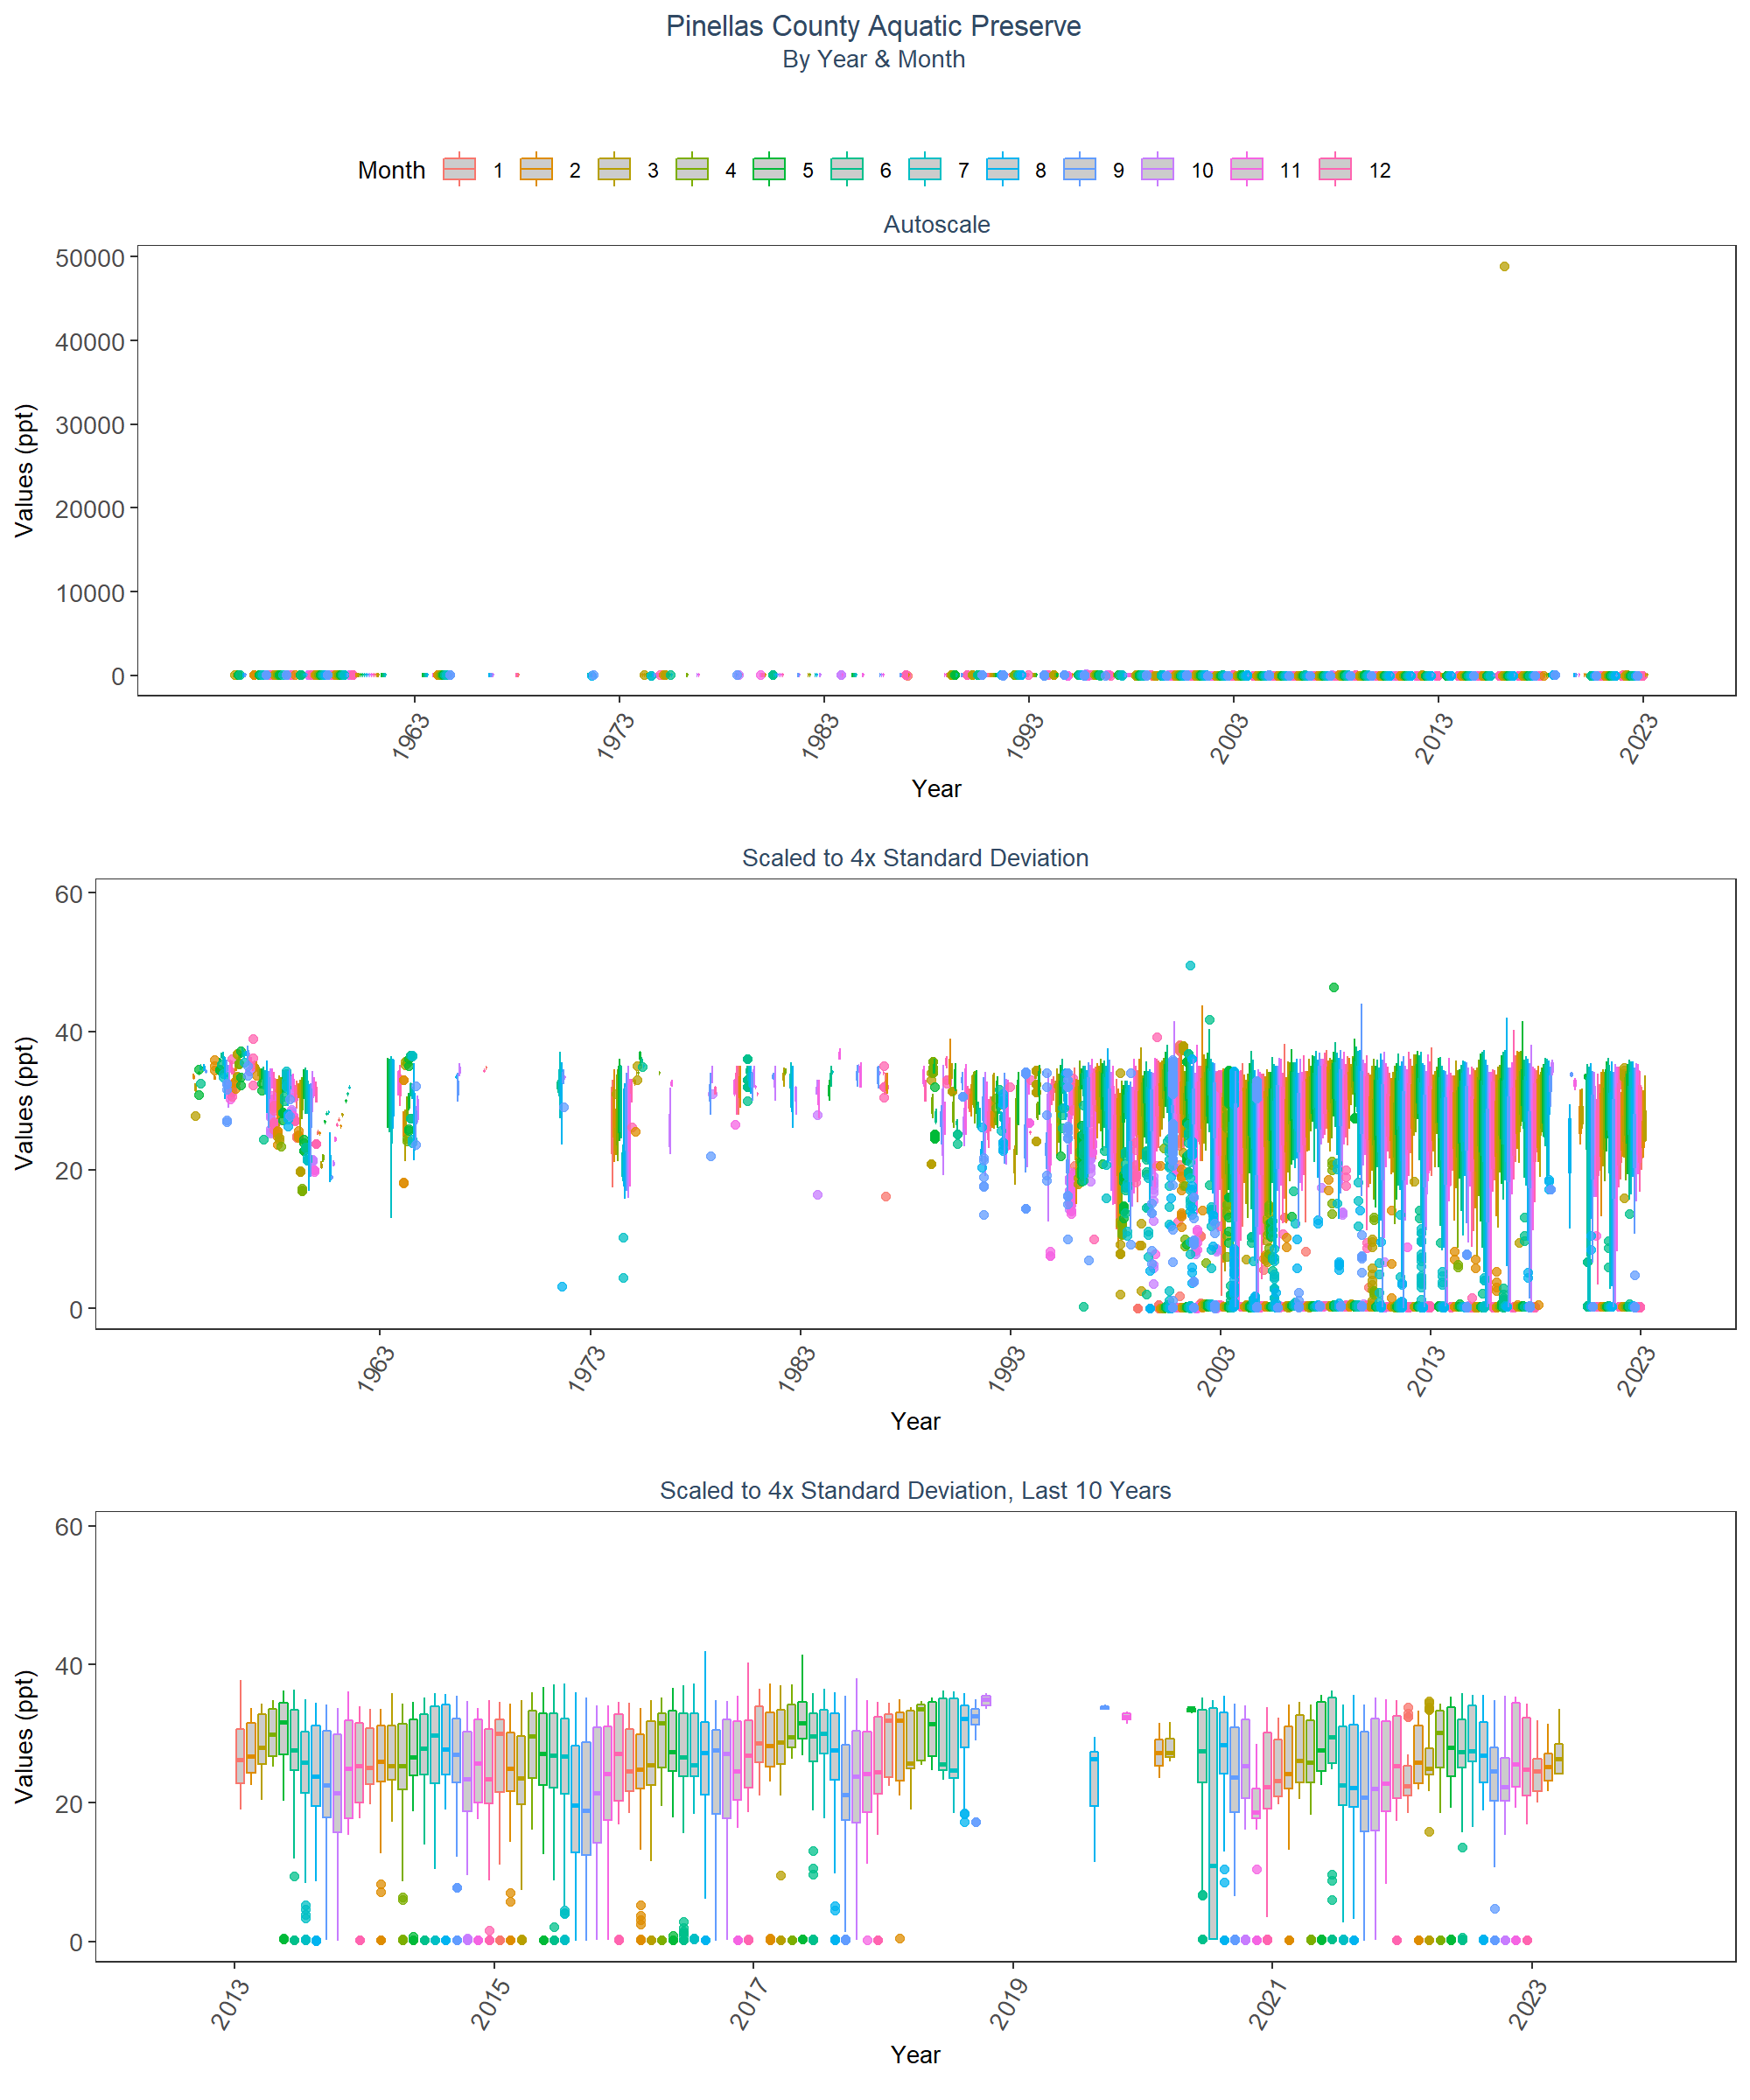 Pinellas County Aquatic Preserve
By Year & Month
Month 1 2 3 4 5 6 7 8 9 10 11 12
Autoscale
50000
40000
30000
20000
10000
0
Values (ppt)
1963 1973 1983 1993 2003 2013 2023
Year
Scaled to 4x Standard Deviation
60
40
20
0
Values (ppt)
1963 1973 1983 1993 2003 2013 2023
Year
Scaled to 4x Standard Deviation, Last 10 Years
60
40
20
0
Values (ppt)
2013 2015 2017 2019 2021 2023
Year